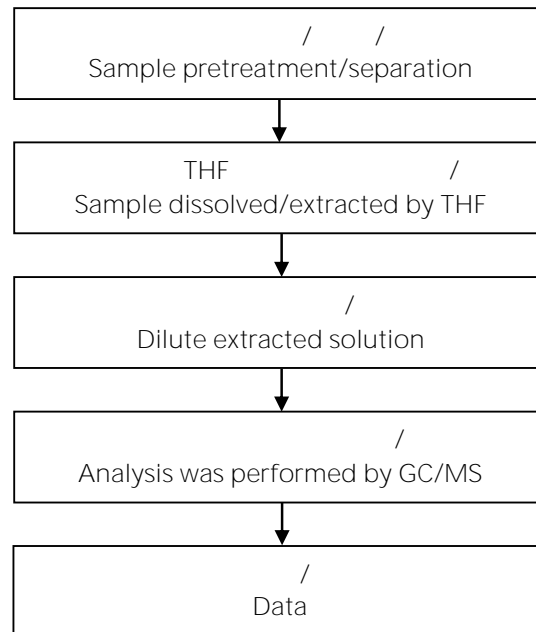 / /
Sample pretreatment/separation
THF /
Sample dissolved/extracted by THF
/
Dilute extracted solution
/
Analysis was performed by GC/MS
/
Data